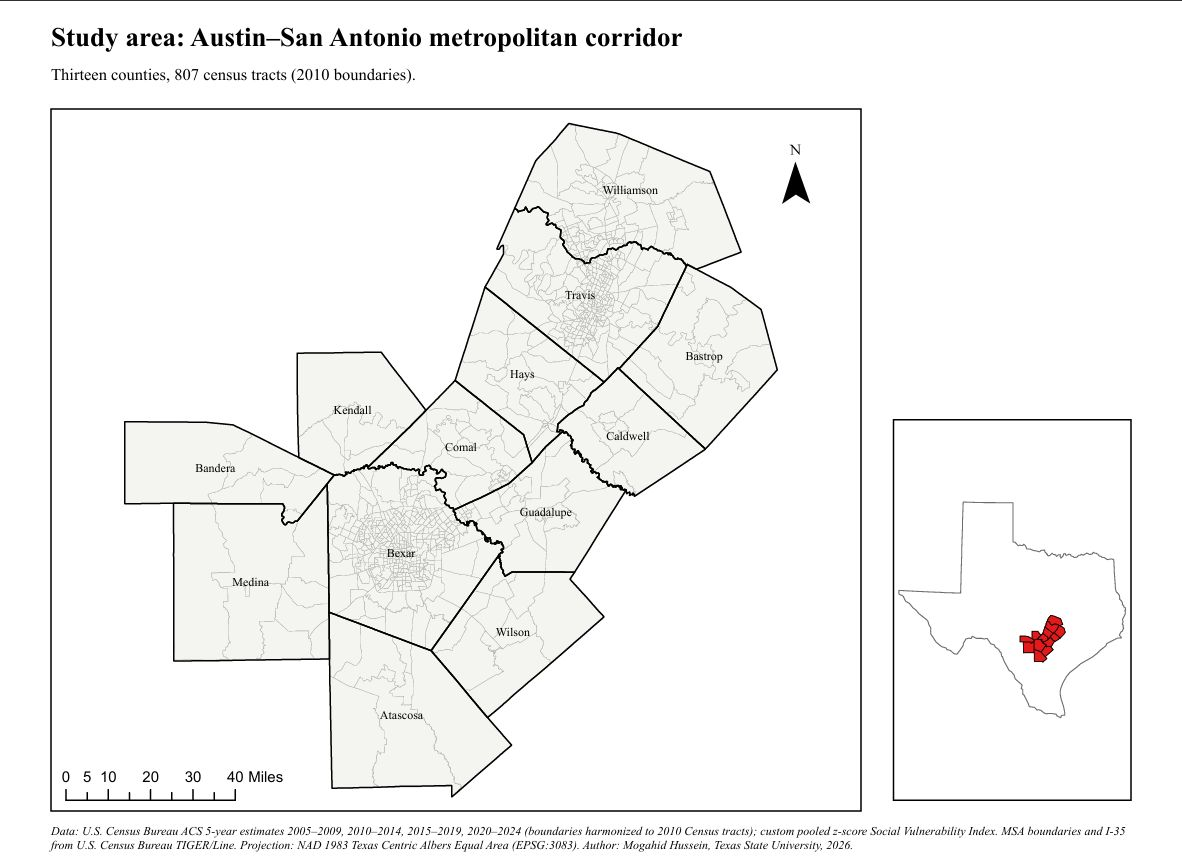 Study area: Austin–San Antonio metropolitan corridor
Thirteen counties, 807 census tracts (2010 boundaries).
N
Williamson
Travis
Bastrop
Hays
Kendall
Caldwell
Comal
Bandera
Guadalupe
Bexar
Medina
Wilson
Atascosa
0 5 10 20 30 40 Miles
Data: U.S. Census Bureau ACS 5-year estimates 2005–2009, 2010–2014, 2015–2019, 2020–2024 (boundaries harmonized to 2010 Census tracts); custom pooled z-score Social Vulnerability Index. MSA boundaries and I-35
from U.S. Census Bureau TIGER/Line. Projection: NAD 1983 Texas Centric Albers Equal Area (EPSG:3083). Author: Mogahid Hussein, Texas State University, 2026.